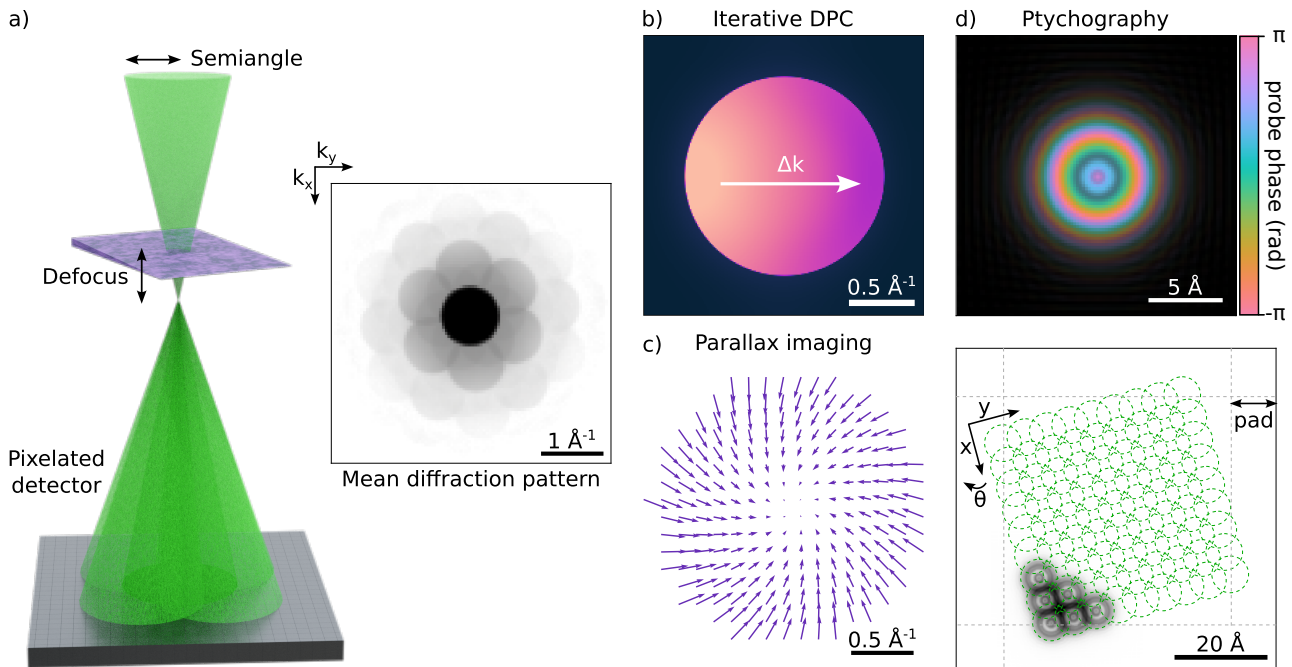 a)
Semiangle
Defocus
Pixelated
detector
k_y
k_x
1 Å⁻¹
Mean diffraction pattern
b) Iterative DPC
Δk
0.5 Å⁻¹
c) Parallax imaging
0.5 Å⁻¹
d) Ptychography
5 Å
π
probe phase (rad)
-π
y
x
θ
pad
20 Å